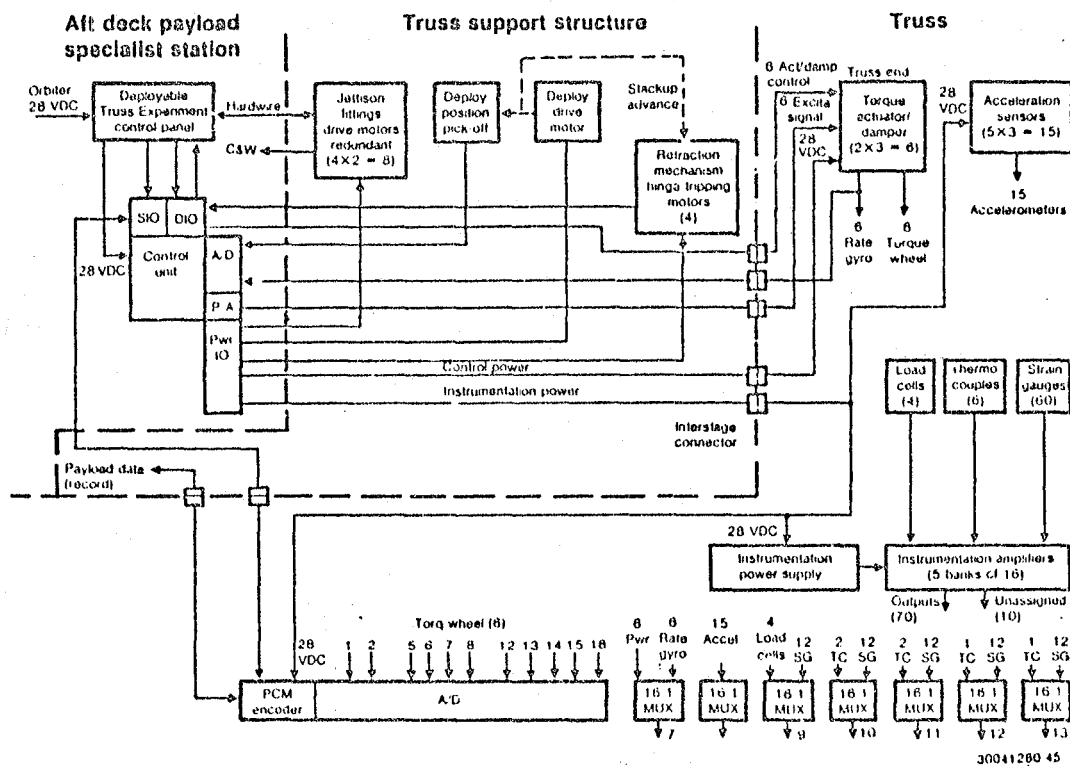 Aft deck payload
specialist station
Truss support structure
Truss
Orbiter
28 VDC
Deployable
Truss Experiment
control panel
Hardware
C&W
Jettison
fittings
drive motors
redundant
(4 × 2 = 8)
Deploy
position
pick-off
Deploy
drive
motor
Stackup
advance
Retraction
mechanism
hinge tripping
motors
(4)
6 Act/damp
control
6 Excita
signal
28
VDC
Truss end
Torque
actuator/
damper
(2 × 3 = 6)
28
VDC
Acceleration
sensors
(5 × 3 = 15)
15
Accelerometers
6
Rate
gyro
6
Torque
wheel
SIO
DIO
Control
unit
28 VDC
A/D
P A
Pwr
IO
Control power
Instrumentation power
Interstage
connector
Load
cells
(4)
Thermo
couples
(6)
Strain
gauges
(60)
Payload data
(record)
28 VDC
Instrumentation
power supply
Instrumentation amplifiers
(5 banks of 16)
Outputs
(70)
Unassigned
(10)
Torq wheel (6)
28
VDC
1 2 5 6 7 8 12 13 14 15 18
PCM
encoder
A/D
6
Pwr
6
Rate
gyro
15
Accel
4
Load
cells
12
SG
2
TC
12
SG
2
TC
12
SG
1
TC
12
SG
1
TC
12
SG
16 1
MUX
16 1
MUX
16 1
MUX
16 1
MUX
16 1
MUX
16 1
MUX
16 1
MUX
7
9
10
11
12
13
30041280 45